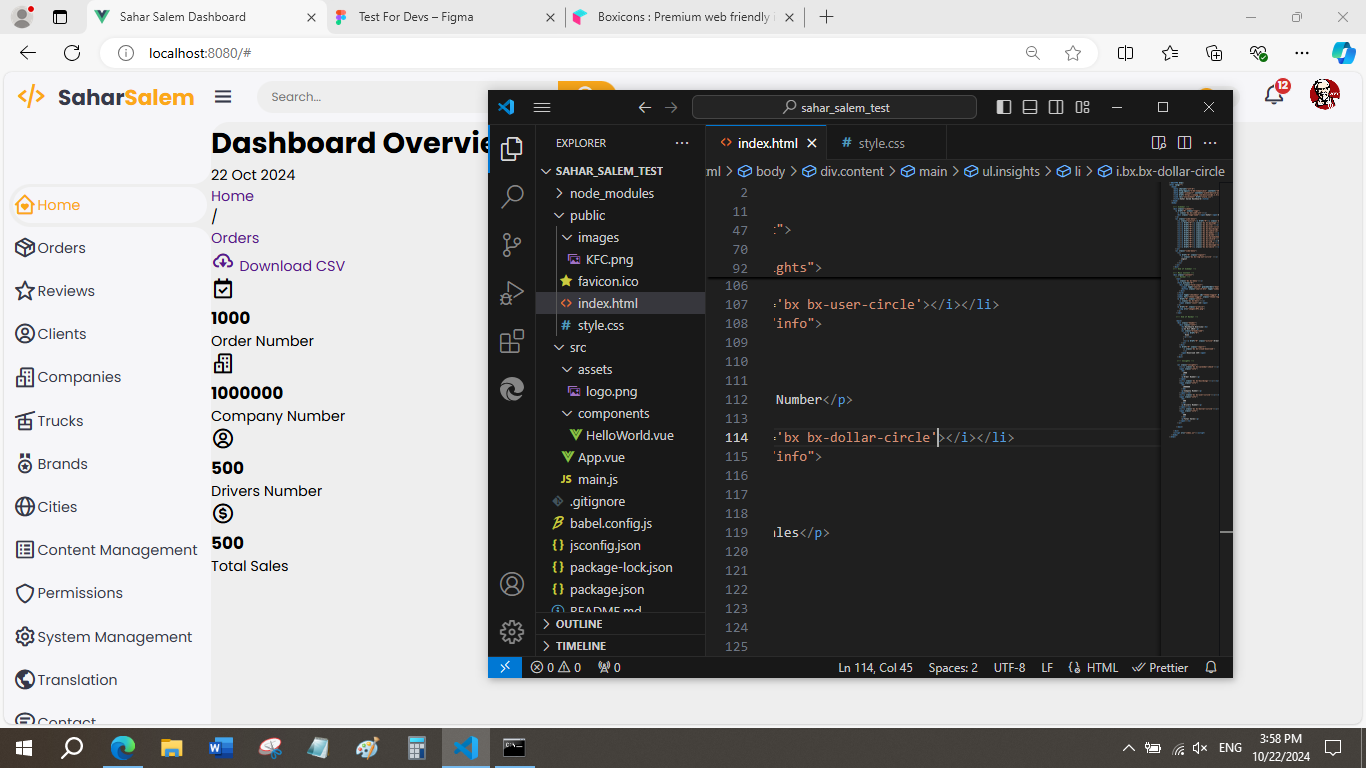 Sahar Salem Dashboard
Test For Devs – Figma
Boxicons : Premium web friendly
localhost:8080/#
SaharSalem
Search...
12
Dashboard Overvie
22 Oct 2024
Home
/
Orders
Download CSV
1000
Order Number
1000000
Company Number
500
Drivers Number
500
Total Sales
Home
Orders
Reviews
Clients
Companies
Trucks
Brands
Cities
Content Management
Permissions
System Management
Translation
Contact
sahar_salem_test
EXPLORER
SAHAR_SALEM_TEST
node_modules
public
images
KFC.png
favicon.ico
index.html
style.css
src
assets
logo.png
components
HelloWorld.vue
App.vue
JS main.js
.gitignore
babel.config.js
jsconfig.json
package-lock.json
package.json
README.md
OUTLINE
TIMELINE
index.html
# style.css
ml > body > div.content > main > ul.insights > li > i.bx.bx-dollar-circle
2
11
47 t">
70
92 ights">
106
107 ='bx bx-user-circle'></i></li>
108 "info">
109
110
111
112 Number</p>
113
114 ='bx bx-dollar-circle'></i></li>
115 "info">
116
117
118
119 ales</p>
120
121
122
123
124
125
0 0 0
Ln 114, Col 45 Spaces: 2 UTF-8 LF HTML Prettier
ENG
3:58 PM
10/22/2024